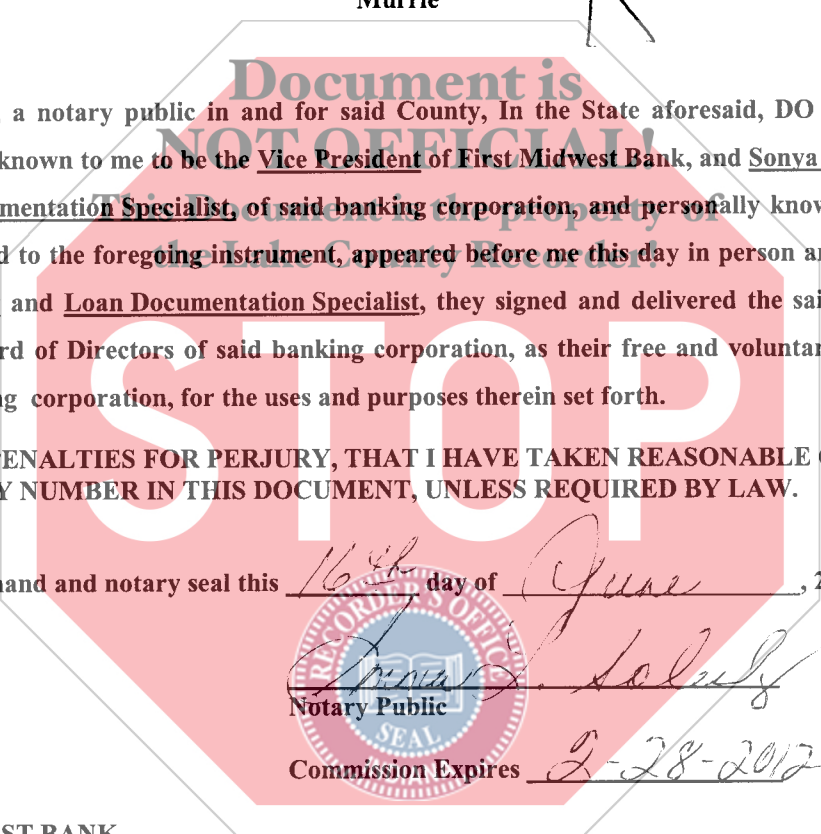 Murrie
Document is
a notary public in and for said County, In the State aforesaid, DO
NOT OFFICIAL!
known to me to be the Vice President of First Midwest Bank, and Sonya
This Document is the property of
mentation Specialist, of said banking corporation, and personally know
the Lake County Recorder!
d to the foregoing instrument, appeared before me this day in person an
and Loan Documentation Specialist, they signed and delivered the sai
STOP
rd of Directors of said banking corporation, as their free and voluntar
ng corporation, for the uses and purposes therein set forth.
PENALTIES FOR PERJURY, THAT I HAVE TAKEN REASONABLE
Y NUMBER IN THIS DOCUMENT, UNLESS REQUIRED BY LAW.
hand and notary seal this 16th day of June, 2
RECORDER'S OFFICE
Notary Public
SEAL
INDIANA
Commission Expires 2-28-2012
ST BANK